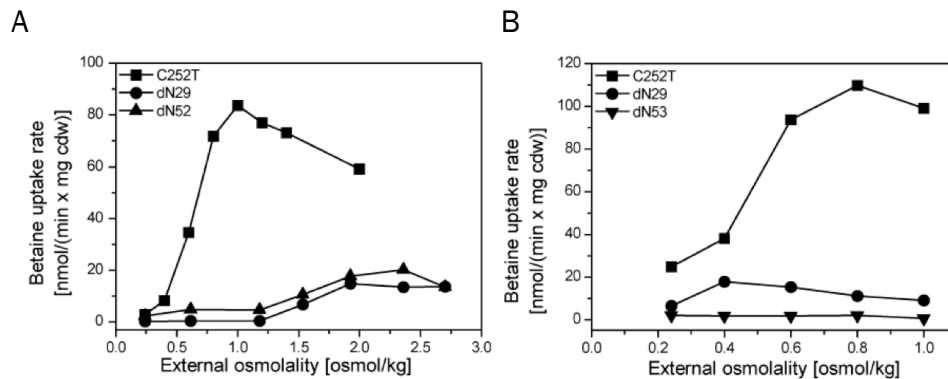 A
B
100
80
60
40
20
0
C252T
dN29
dN52
Betaine uptake rate
[nmol/(min x mg cdw)]
0.0 0.5 1.0 1.5 2.0 2.5 3.0
External osmolality [osmol/kg]
120
100
80
60
40
20
0
C252T
dN29
dN53
Betaine uptake rate
[nmol/(min x mg cdw)]
0.0 0.2 0.4 0.6 0.8 1.0
External osmolality [osmol/kg]